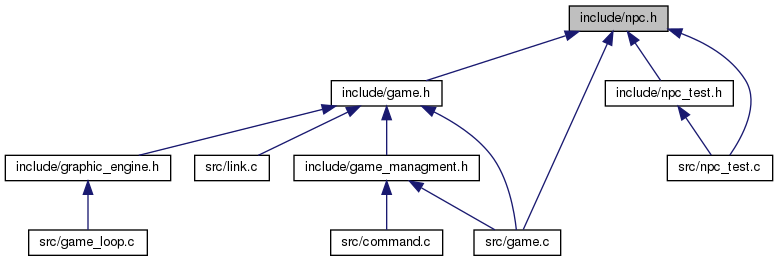 include/npc.h
include/game.h
include/npc_test.h
include/graphic_engine.h
src/link.c
include/game_managment.h
src/npc_test.c
src/game_loop.c
src/command.c
src/game.c